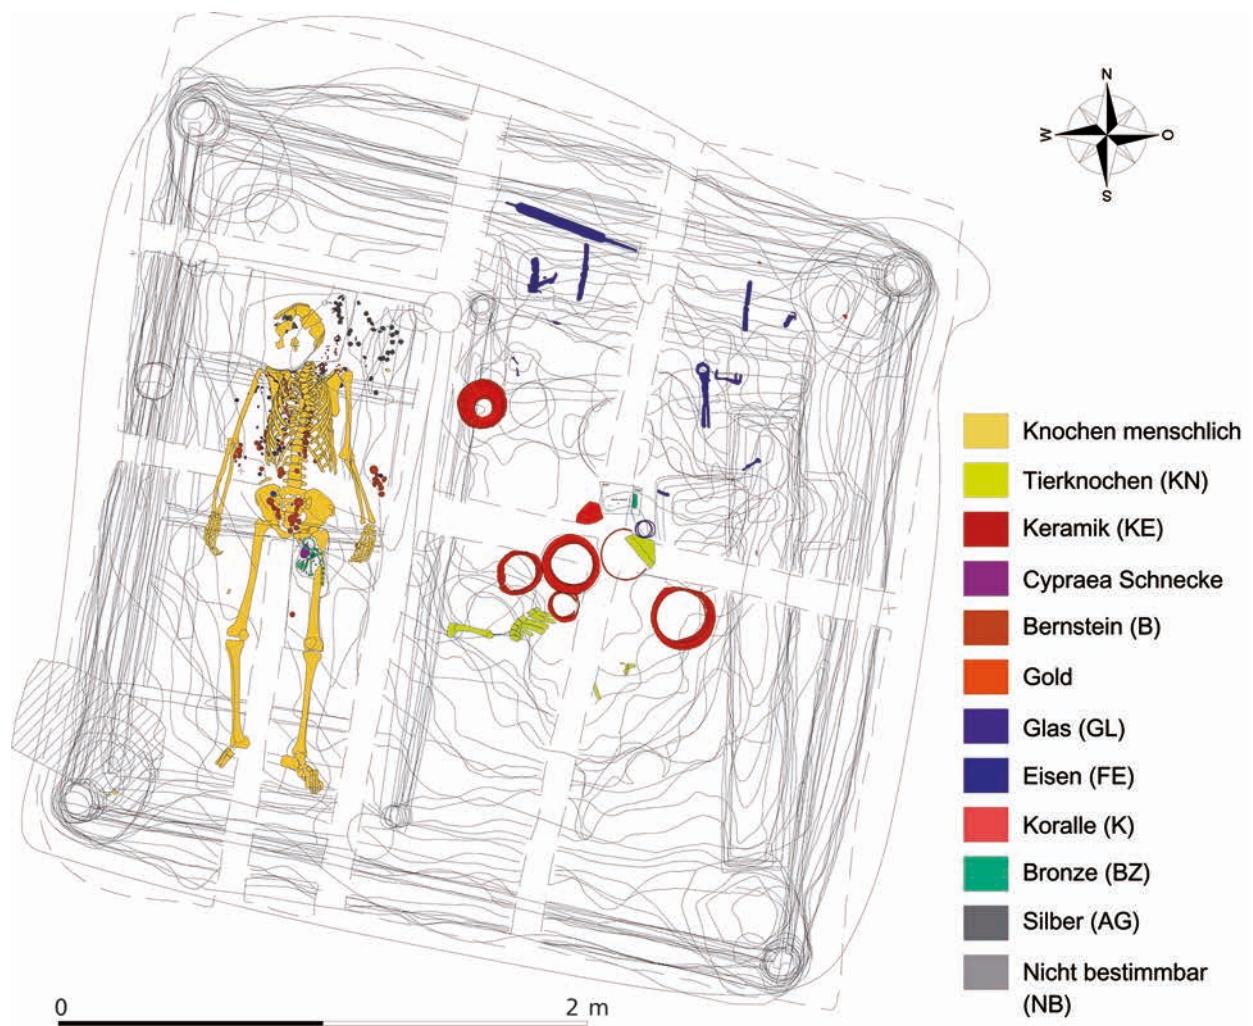 N
W
O
S
Knochen menschlich
Tierknochen (KN)
Keramik (KE)
Cypraea Schnecke
Bernstein (B)
Gold
Glas (GL)
Eisen (FE)
Koralle (K)
Bronze (BZ)
Silber (AG)
Nicht bestimmbar
(NB)
0
2 m